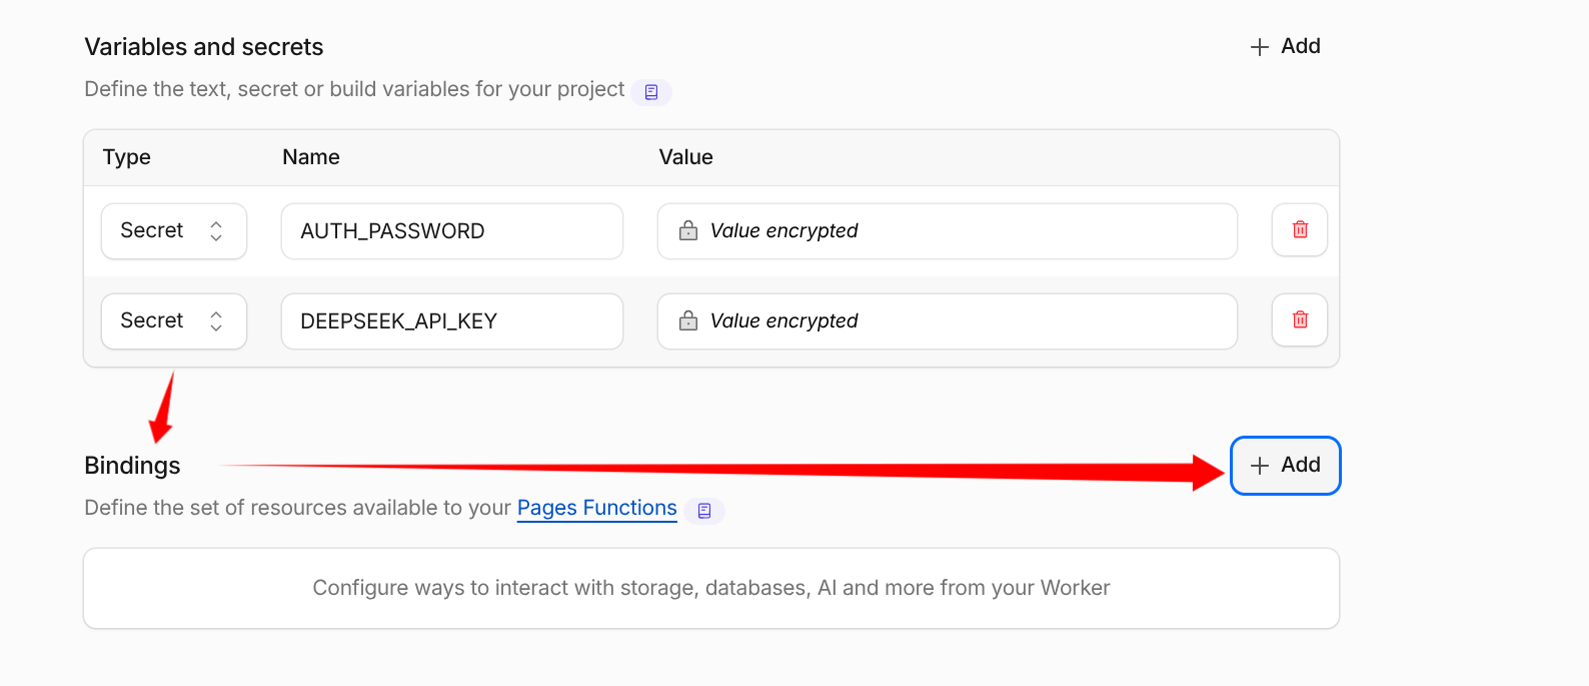 Variables and secrets
Add
Define the text, secret or build variables for your project
Type Name Value
Secret AUTH_PASSWORD Value encrypted
Secret DEEPSEEK_API_KEY Value encrypted
Bindings
Add
Define the set of resources available to your Pages Functions
Configure ways to interact with storage, databases, AI and more from your Worker